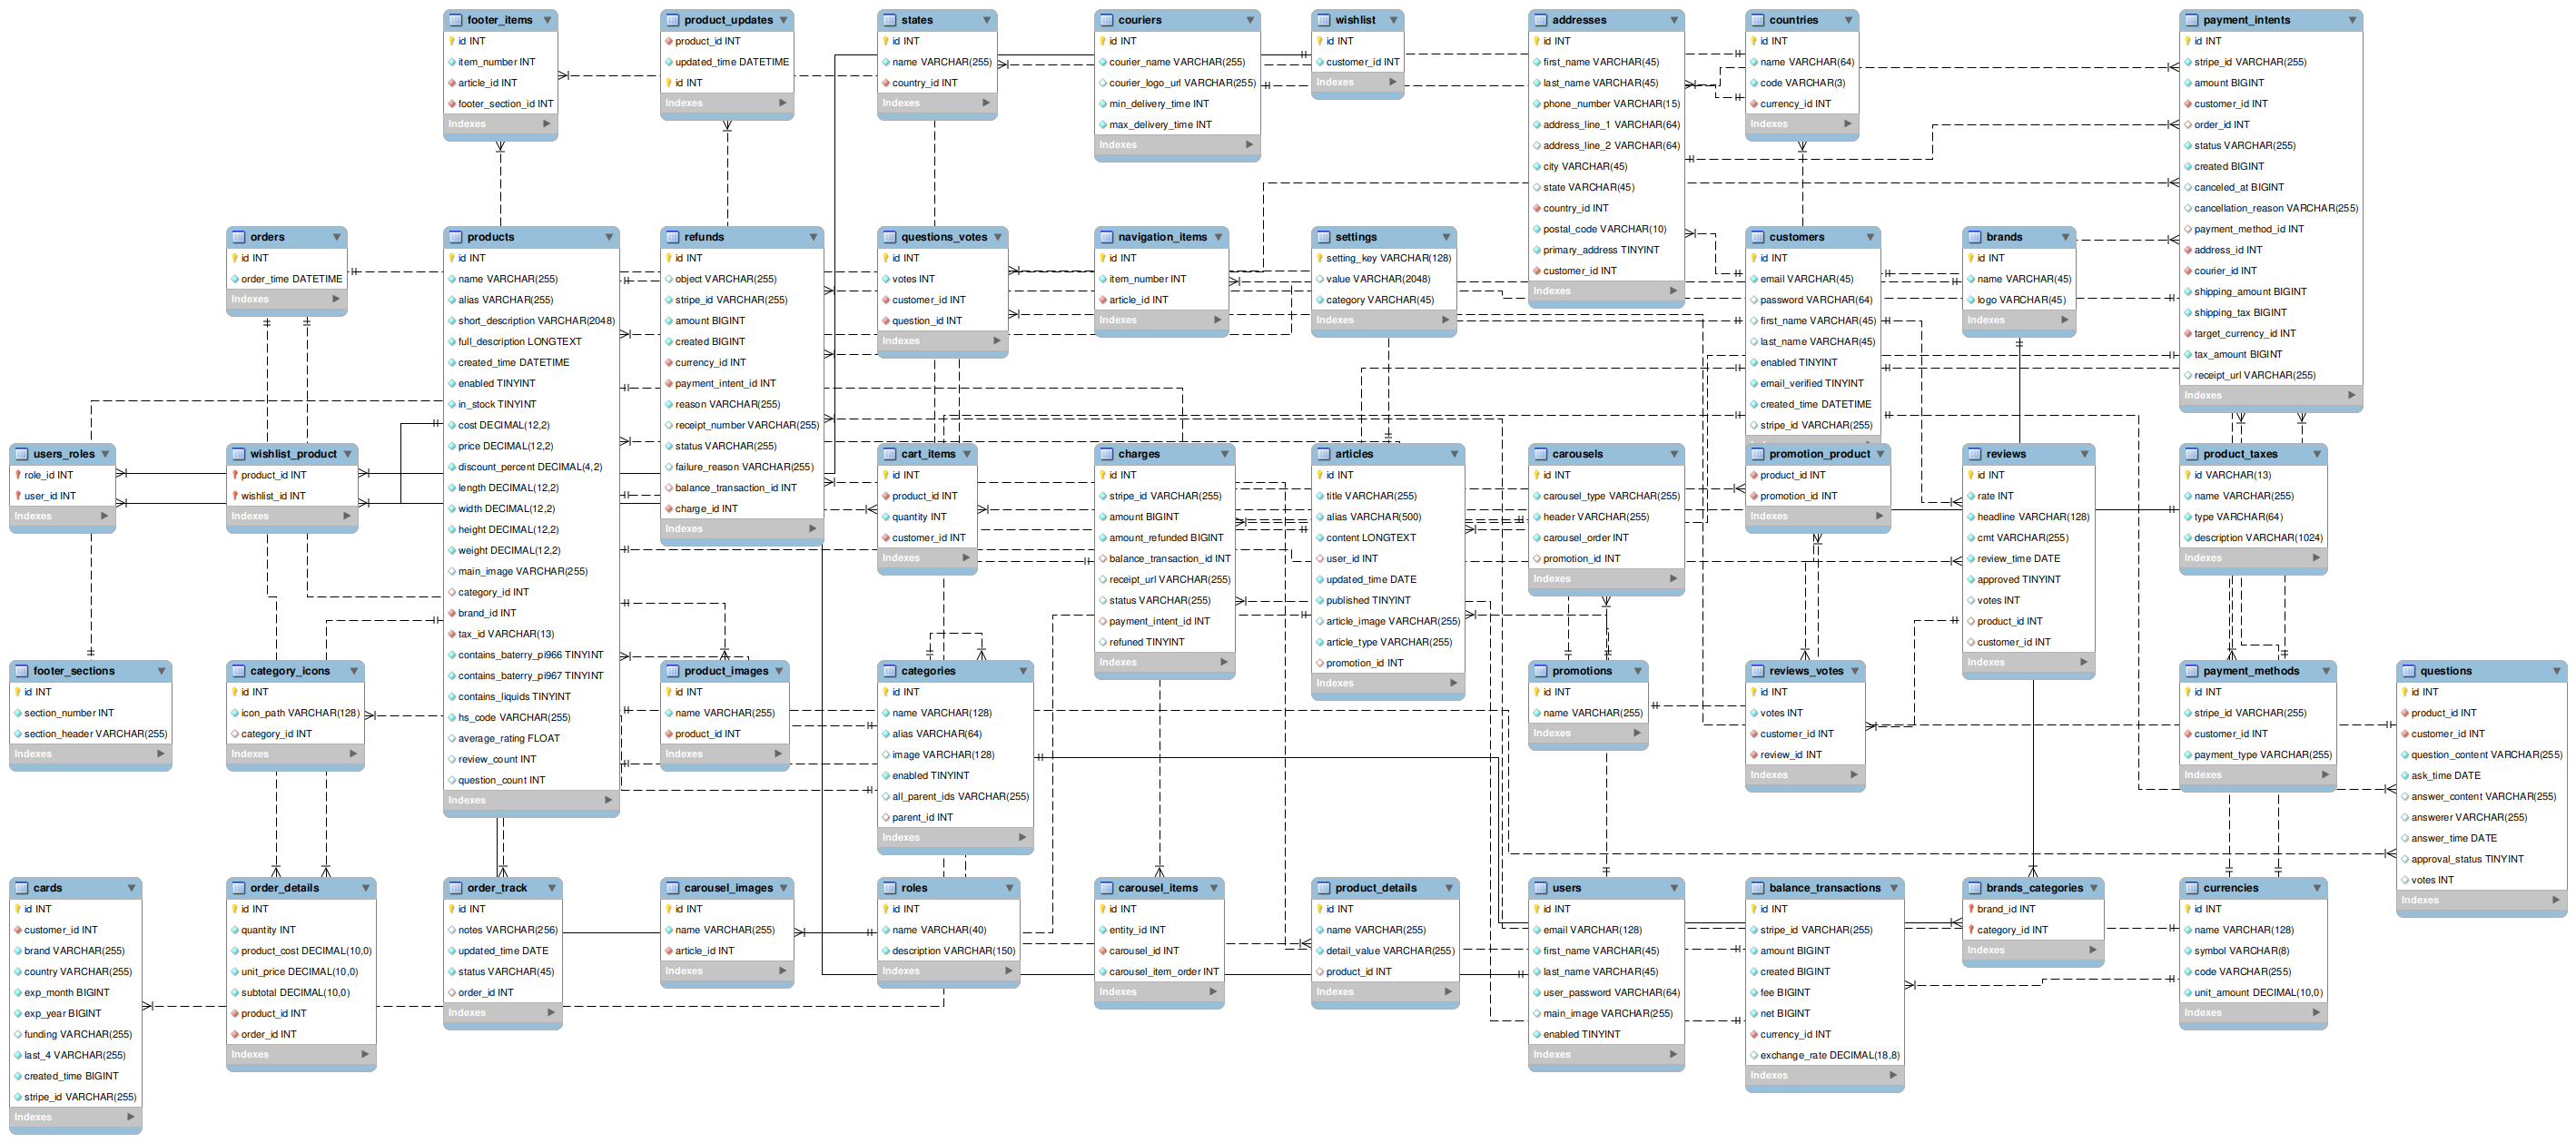 footer_items
id INT
item_number INT
article_id INT
footer_section_id INT
Indexes
product_updates
product_id INT
updated_time DATETIME
id INT
Indexes
states
id INT
name VARCHAR(255)
country_id INT
Indexes
couriers
id INT
courier_name VARCHAR(255)
courier_logo_url VARCHAR(255)
min_delivery_time INT
max_delivery_time INT
Indexes
wishlist
id INT
customer_id INT
Indexes
addresses
id INT
first_name VARCHAR(45)
last_name VARCHAR(45)
phone_number VARCHAR(15)
address_line_1 VARCHAR(64)
address_line_2 VARCHAR(64)
city VARCHAR(45)
state VARCHAR(45)
country_id INT
postal_code VARCHAR(10)
primary_address TINYINT
customer_id INT
Indexes
countries
id INT
name VARCHAR(64)
code VARCHAR(3)
currency_id INT
Indexes
payment_intents
id INT
stripe_id VARCHAR(255)
amount BIGINT
customer_id INT
order_id INT
status VARCHAR(255)
created BIGINT
canceled_at BIGINT
cancellation_reason VARCHAR(255)
payment_method_id INT
address_id INT
courier_id INT
shipping_amount BIGINT
shipping_tax BIGINT
target_currency_id INT
tax_amount BIGINT
receipt_url VARCHAR(255)
Indexes
orders
id INT
order_time DATETIME
Indexes
products
id INT
name VARCHAR(255)
alias VARCHAR(255)
short_description VARCHAR(2048)
full_description LONGTEXT
created_time DATETIME
enabled TINYINT
in_stock TINYINT
cost DECIMAL(12,2)
price DECIMAL(12,2)
discount_percent DECIMAL(4,2)
length DECIMAL(12,2)
width DECIMAL(12,2)
height DECIMAL(12,2)
weight DECIMAL(12,2)
main_image VARCHAR(255)
category_id INT
brand_id INT
tax_id VARCHAR(13)
contains_baterry_pi966 TINYINT
contains_baterry_pi967 TINYINT
contains_liquids TINYINT
hs_code VARCHAR(255)
average_rating FLOAT
review_count INT
question_count INT
Indexes
refunds
id INT
object VARCHAR(255)
stripe_id VARCHAR(255)
amount BIGINT
created BIGINT
currency_id INT
payment_intent_id INT
reason VARCHAR(255)
receipt_number VARCHAR(255)
status VARCHAR(255)
failure_reason VARCHAR(255)
balance_transaction_id INT
charge_id INT
Indexes
questions_votes
id INT
votes INT
customer_id INT
question_id INT
Indexes
navigation_items
id INT
item_number INT
article_id INT
Indexes
settings
setting_key VARCHAR(128)
value VARCHAR(2048)
category VARCHAR(45)
Indexes
customers
id INT
email VARCHAR(45)
password VARCHAR(64)
first_name VARCHAR(45)
last_name VARCHAR(45)
enabled TINYINT
email_verified TINYINT
created_time DATETIME
stripe_id VARCHAR(255)
brands
id INT
name VARCHAR(45)
logo VARCHAR(45)
Indexes
users_roles
role_id INT
user_id INT
Indexes
wishlist_product
product_id INT
wishlist_id INT
Indexes
cart_items
id INT
product_id INT
quantity INT
customer_id INT
Indexes
charges
id INT
stripe_id VARCHAR(255)
amount BIGINT
amount_refunded BIGINT
balance_transaction_id INT
receipt_url VARCHAR(255)
status VARCHAR(255)
payment_intent_id INT
refuned TINYINT
Indexes
articles
id INT
title VARCHAR(255)
alias VARCHAR(500)
content LONGTEXT
user_id INT
updated_time DATE
published TINYINT
article_image VARCHAR(255)
article_type VARCHAR(255)
promotion_id INT
Indexes
carousels
id INT
carousel_type VARCHAR(255)
header VARCHAR(255)
carousel_order INT
promotion_id INT
Indexes
promotion_product
product_id INT
promotion_id INT
Indexes
reviews
id INT
rate INT
headline VARCHAR(128)
cmt VARCHAR(255)
review_time DATE
approved TINYINT
votes INT
product_id INT
customer_id INT
Indexes
product_taxes
id VARCHAR(13)
name VARCHAR(255)
type VARCHAR(64)
description VARCHAR(1024)
Indexes
footer_sections
id INT
section_number INT
section_header VARCHAR(255)
Indexes
category_icons
id INT
icon_path VARCHAR(128)
category_id INT
Indexes
product_images
id INT
name VARCHAR(255)
product_id INT
Indexes
categories
id INT
name VARCHAR(128)
alias VARCHAR(64)
image VARCHAR(128)
enabled TINYINT
all_parent_ids VARCHAR(255)
parent_id INT
Indexes
promotions
id INT
name VARCHAR(255)
Indexes
reviews_votes
id INT
votes INT
customer_id INT
review_id INT
Indexes
payment_methods
id INT
stripe_id VARCHAR(255)
customer_id INT
payment_type VARCHAR(255)
Indexes
questions
id INT
product_id INT
customer_id INT
question_content VARCHAR(255)
ask_time DATE
answer_content VARCHAR(255)
answerer VARCHAR(255)
answer_time DATE
approval_status TINYINT
votes INT
Indexes
cards
id INT
customer_id INT
brand VARCHAR(255)
country VARCHAR(255)
exp_month BIGINT
exp_year BIGINT
funding VARCHAR(255)
last_4 VARCHAR(255)
created_time BIGINT
stripe_id VARCHAR(255)
Indexes
order_details
id INT
quantity INT
product_cost DECIMAL(10,0)
unit_price DECIMAL(10,0)
subtotal DECIMAL(10,0)
product_id INT
order_id INT
Indexes
order_track
id INT
notes VARCHAR(256)
updated_time DATE
status VARCHAR(45)
order_id INT
Indexes
carousel_images
id INT
name VARCHAR(255)
article_id INT
Indexes
roles
id INT
name VARCHAR(40)
description VARCHAR(150)
Indexes
carousel_items
id INT
entity_id INT
carousel_id INT
carousel_item_order INT
Indexes
product_details
id INT
name VARCHAR(255)
detail_value VARCHAR(255)
product_id INT
Indexes
users
id INT
email VARCHAR(128)
first_name VARCHAR(45)
last_name VARCHAR(45)
user_password VARCHAR(64)
main_image VARCHAR(255)
enabled TINYINT
Indexes
balance_transactions
id INT
stripe_id VARCHAR(255)
amount BIGINT
created BIGINT
fee BIGINT
net BIGINT
currency_id INT
exchange_rate DECIMAL(18,8)
Indexes
brands_categories
brand_id INT
category_id INT
Indexes
currencies
id INT
name VARCHAR(128)
symbol VARCHAR(8)
code VARCHAR(255)
unit_amount DECIMAL(10,0)
Indexes